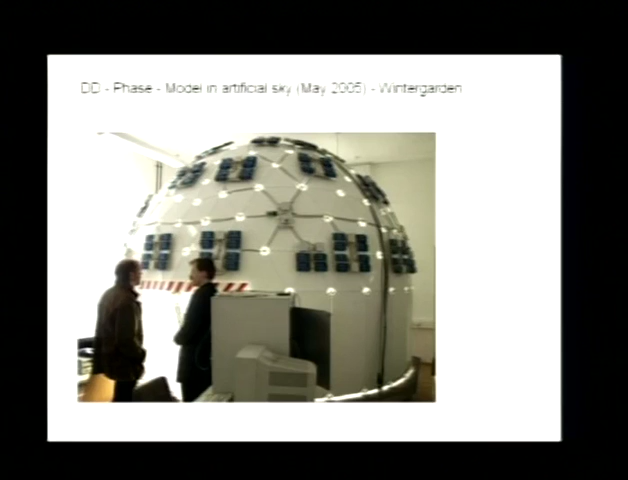 DD - Phase - Model in artificial sky (May 2005) - Wintergarden